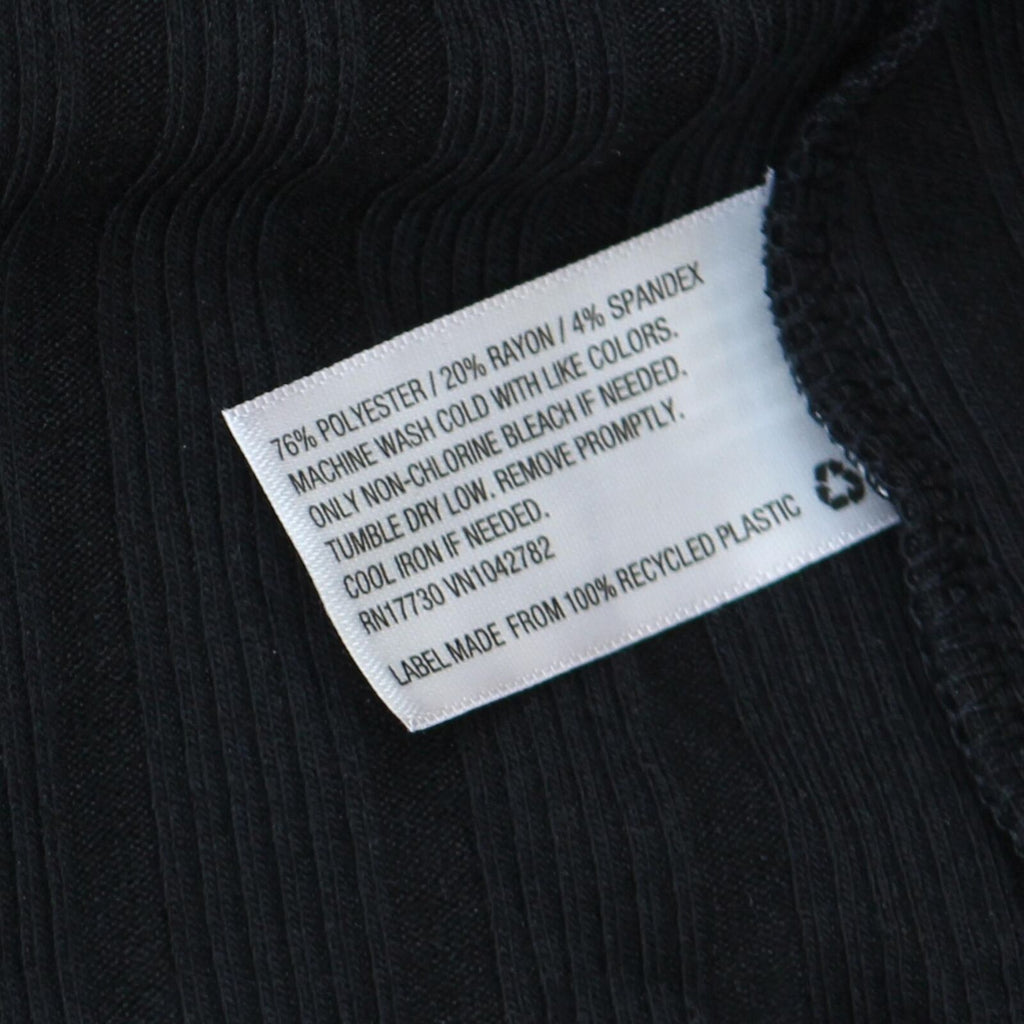 76% POLYESTER / 20% RAYON / 4% SPANDEX
MACHINE WASH COLD WITH LIKE COLORS.
ONLY NON-CHLORINE BLEACH IF NEEDED.
TUMBLE DRY LOW. REMOVE PROMPTLY.
COOL IRON IF NEEDED.
RN17730 VN1042782
LABEL MADE FROM 100% RECYCLED PLASTIC